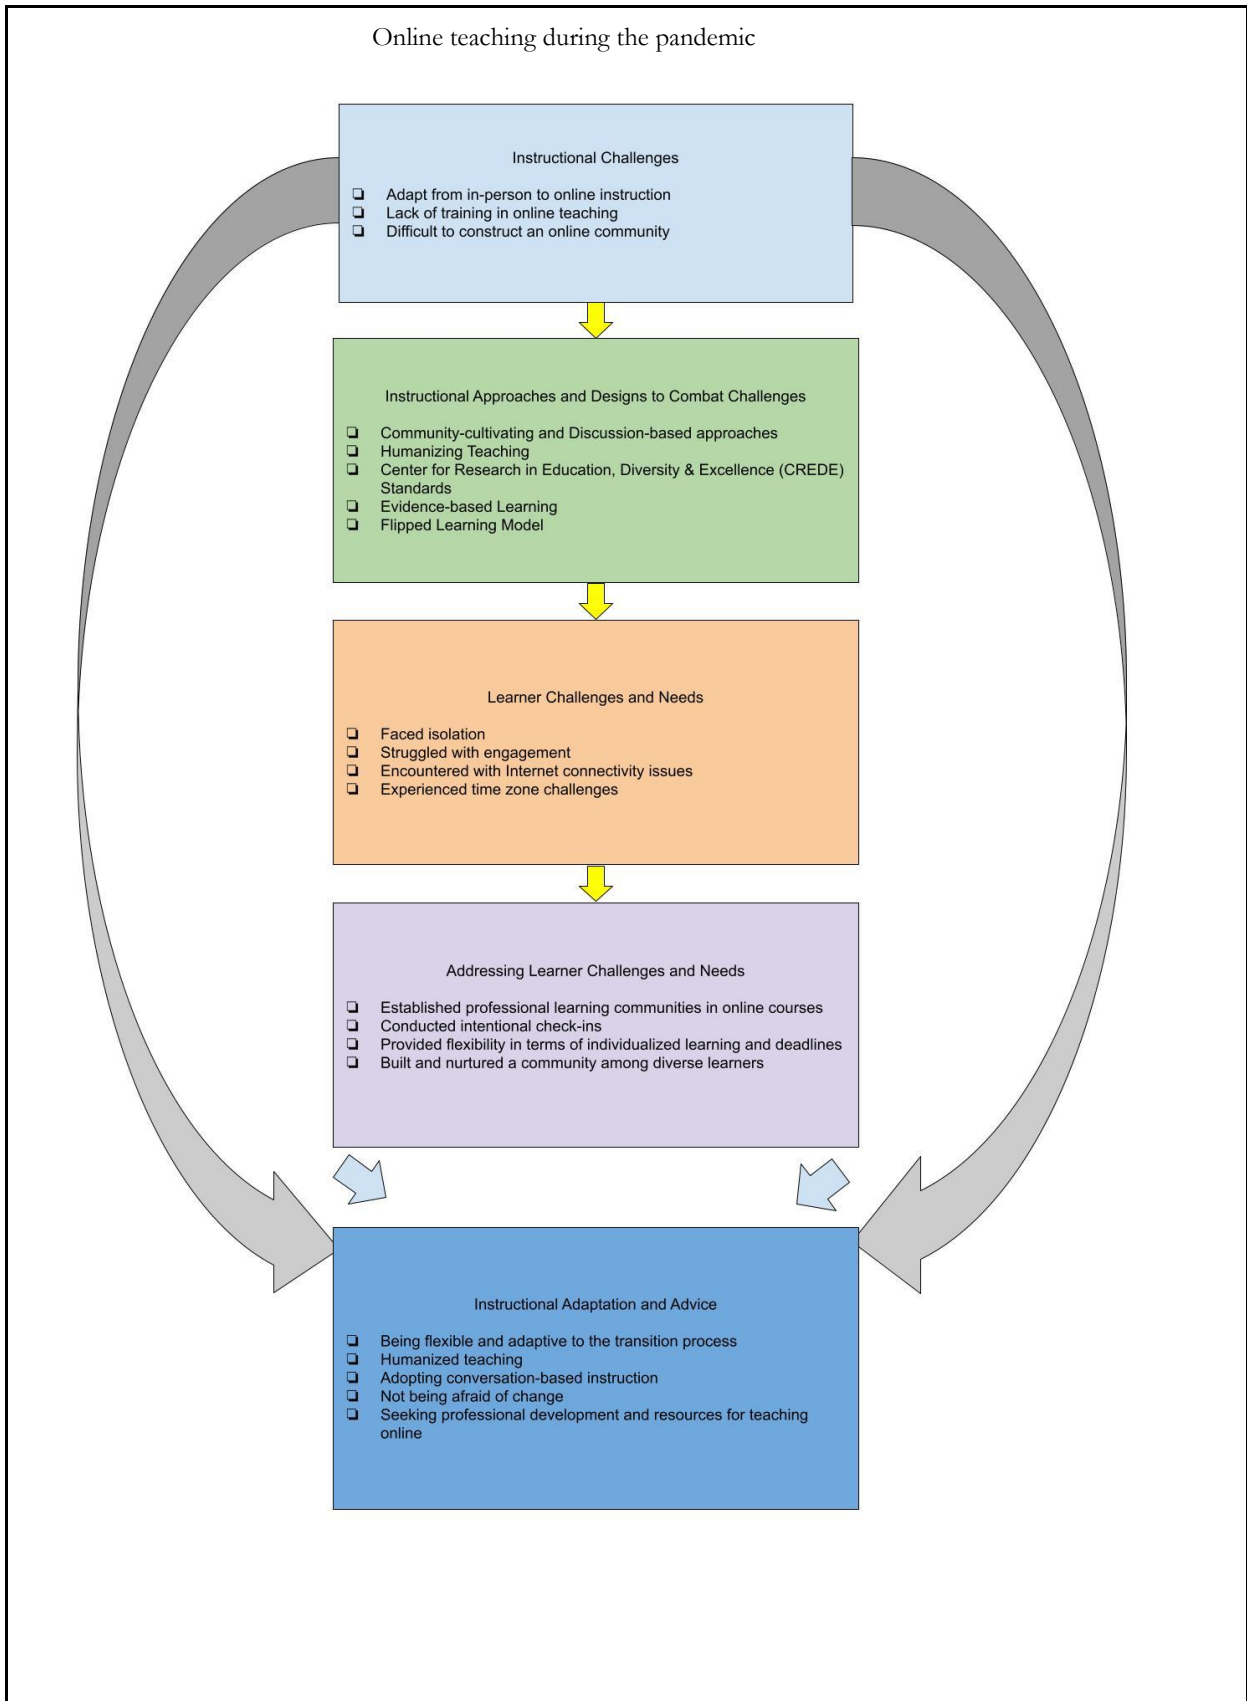 Online teaching during the pandemic
Instructional Challenges
❏ Adapt from in-person to online instruction
❏ Lack of training in online teaching
❏ Difficult to construct an online community
Instructional Approaches and Designs to Combat Challenges
❏ Community-cultivating and Discussion-based approaches
❏ Humanizing Teaching
❏ Center for Research in Education, Diversity & Excellence (CREDE)
Standards
❏ Evidence-based Learning
❏ Flipped Learning Model
Learner Challenges and Needs
❏ Faced isolation
❏ Struggled with engagement
❏ Encountered with Internet connectivity issues
❏ Experienced time zone challenges
Addressing Learner Challenges and Needs
❏ Established professional learning communities in online courses
❏ Conducted intentional check-ins
❏ Provided flexibility in terms of individualized learning and deadlines
❏ Built and nurtured a community among diverse learners
Instructional Adaptation and Advice
❏ Being flexible and adaptive to the transition process
❏ Humanized teaching
❏ Adopting conversation-based instruction
❏ Not being afraid of change
❏ Seeking professional development and resources for teaching
online